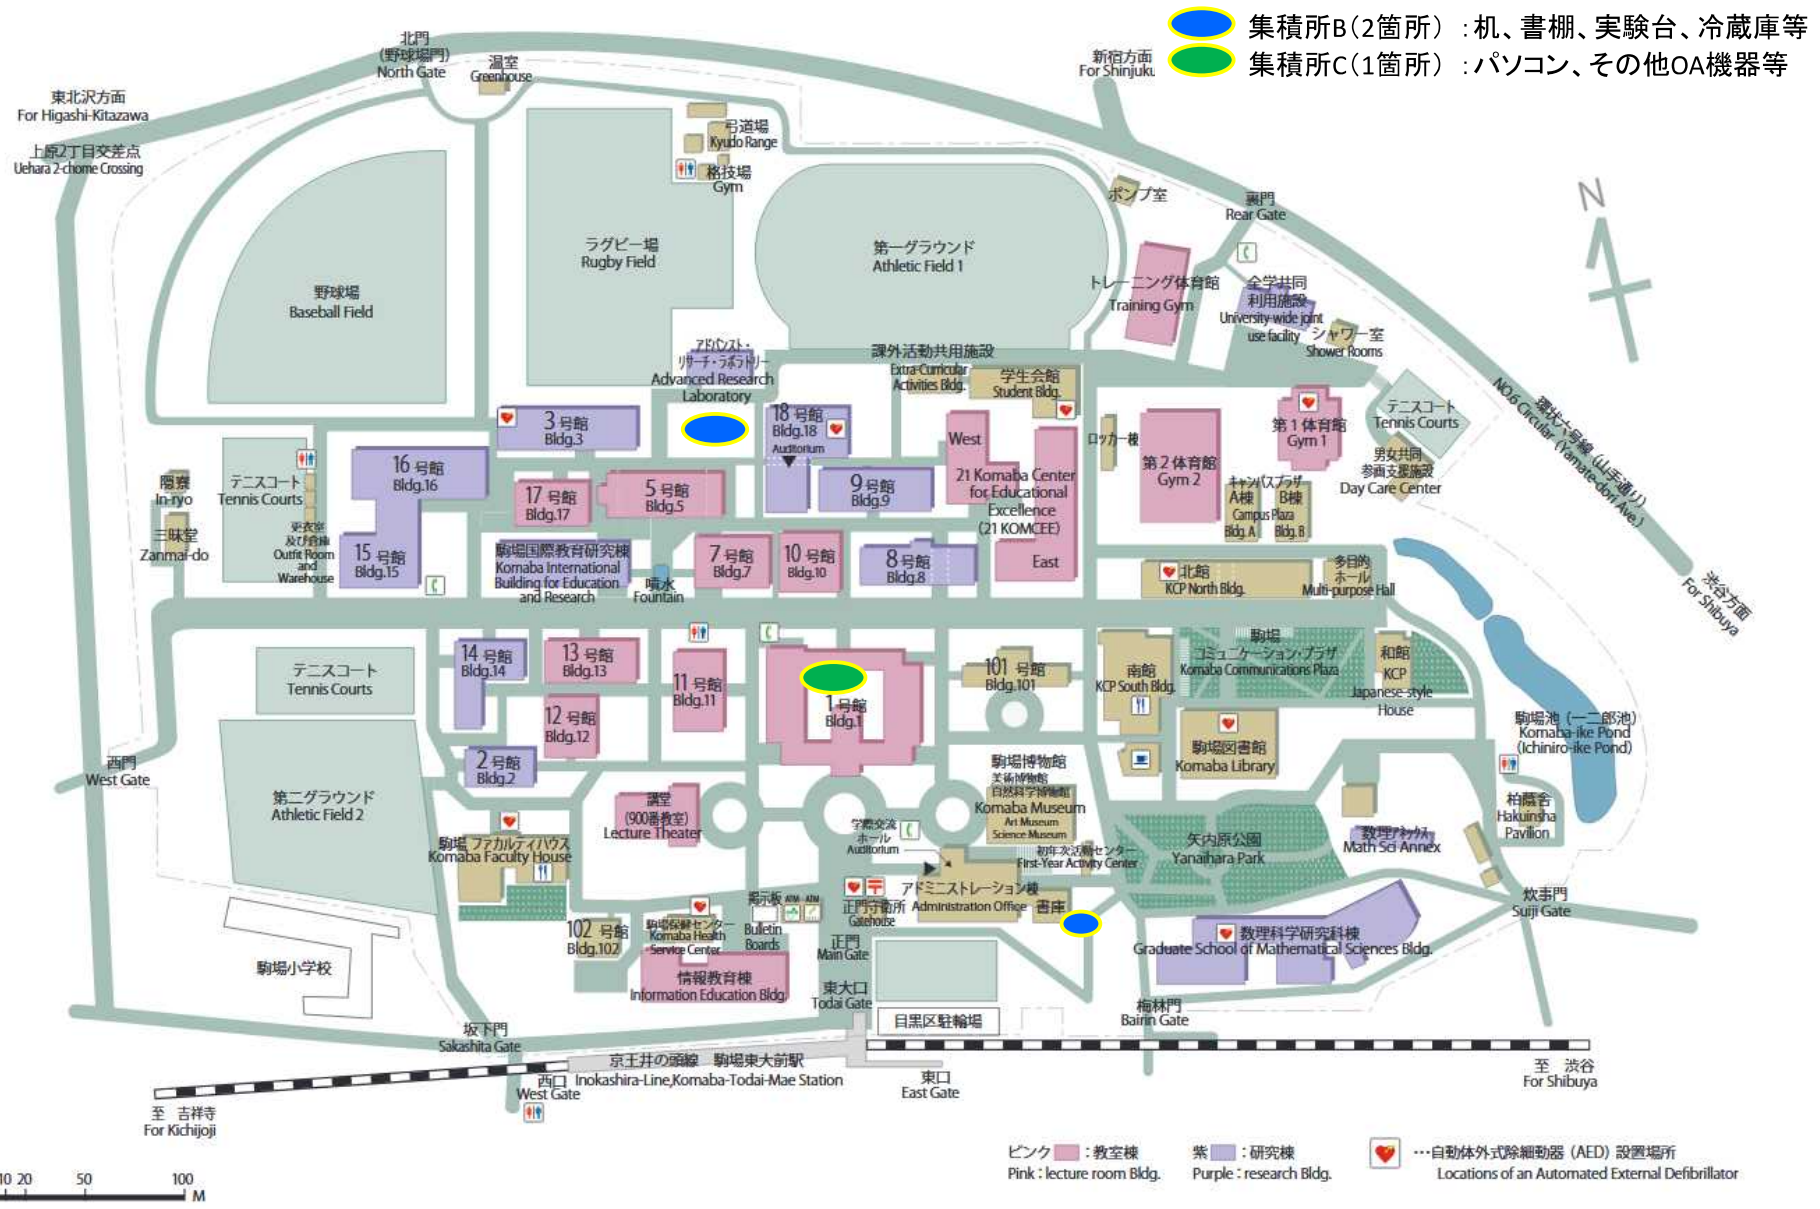 集積所B（2箇所）：机、書棚、実験台、冷蔵庫等
集積所C（1箇所）：パソコン、その他OA機器等
北門
（野球場門）
North Gate
温室
Greenhouse
新宿方面
For Shinjuku
東北沢方面
For Higashi-Kitazawa
上原2丁目交差点
Uehara 2-chome Crossing
弓道場
Kyudo Range
格技場
Gym
ポンプ室
裏門
Rear Gate
N
ラグビー場
Rugby Field
第一グラウンド
Athletic Field 1
野球場
Baseball Field
トレーニング体育館
Training Gym
全学共同
利用施設
University-wide joint
use facility
シャワー室
Shower Rooms
アドバンスト・
リサーチ・ラボラトリー
Advanced Research
Laboratory
課外活動共用施設
Extra-Curricular
Activities Bldg.
学生会館
Student Bldg.
環状六号線（山手通り）
NO.6 Circular (Yamate-dori Ave.)
テニスコート
Tennis Courts
3 号館
Bldg.3
18 号館
Bldg.18
Auditorium
West
ロッカー棟
第2体育館
Gym 2
第1体育館
Gym 1
男女共同
参画支援施設
Day Care Center
16 号館
Bldg.16
隠寮
In-ryo
テニスコート
Tennis Courts
17 号館
Bldg.17
5 号館
Bldg.5
9 号館
Bldg.9
21 Komaba Center
for Educational
Excellence
(21 KOMCEE)
East
キャンパスプラザ
A棟
B棟
Campus Plaza
Bldg. A
Bldg. B
三昧堂
Zanmai-do
更衣室
及び倉庫
Outfit Room
and
Warehouse
15 号館
Bldg.15
駒場国際教育研究棟
Komaba International
Building for Education
and Research
噴水
Fountain
7 号館
Bldg.7
10 号館
Bldg.10
8 号館
Bldg.8
北館
KCP North Bldg.
多目的
ホール
Multi-purpose Hall
渋谷方面
For Shibuya
テニスコート
Tennis Courts
14 号館
Bldg.14
13 号館
Bldg.13
11 号館
Bldg.11
12 号館
Bldg.12
2 号館
Bldg.2
1 号館
Bldg.1
101 号館
Bldg.101
南館
KCP South Bldg.
駒場
コミュニケーション・プラザ
Komaba Communications Plaza
和館
KCP
Japanese-style
House
駒場池（一二郎池）
Komaba-ike Pond
(Ichiniro-ike Pond)
駒場図書館
Komaba Library
西門
West Gate
第二グラウンド
Athletic Field 2
講堂
（900番教室）
Lecture Theater
駒場博物館
美術博物館
自然科学博物館
Komaba Museum
Art Museum
Science Museum
学際交流
ホール
Auditorium
初年次活動センター
First-Year Activity Center
矢内原公園
Yanaihara Park
数理アネックス
Math Sci Annex
柏蔭舎
Hakuinsha
Pavilion
炊事門
Suiji Gate
駒場ファカルティハウス
Komaba Faculty House
102 号館
Bldg.102
駒場保健センター
Komaba Health
Service Center
掲示板
Bulletin
Boards
ATM
ATM
正門守衛所
Gatehouse
アドミニストレーション棟
Administration Office
書庫
正門
Main Gate
数理科学研究科棟
Graduate School of Mathematical Sciences Bldg.
駒場小学校
情報教育棟
Information Education Bldg.
東大口
Todai Gate
目黒区駐輪場
梅林門
Bairin Gate
坂下門
Sakashita Gate
京王井の頭線　駒場東大前駅
Inokashira-Line,Komaba-Todai-Mae Station
西口
West Gate
東口
East Gate
至　渋谷
For Shibuya
至　吉祥寺
For Kichijoji
10 20 50 100
M
ピンク：教室棟
Pink：lecture room Bldg.
紫：研究棟
Purple：research Bldg.
…自動体外式除細動器（AED）設置場所
Locations of an Automated External Defibrillator